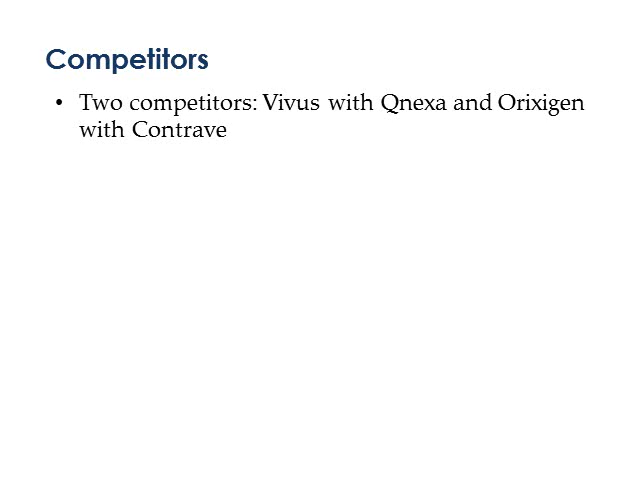 Competitors
• Two competitors: Vivus with Qnexa and Orixigen
with Contrave